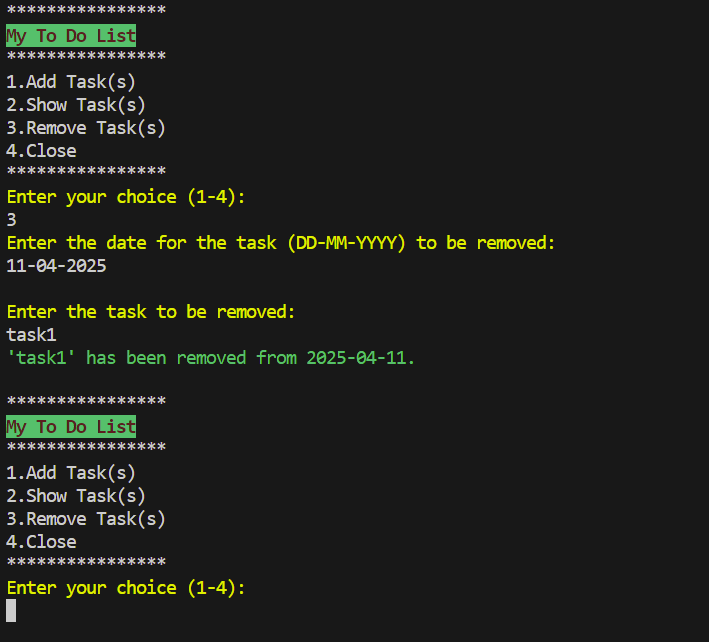 ****************
My To Do List
****************
1.Add Task(s)
2.Show Task(s)
3.Remove Task(s)
4.Close
****************
Enter your choice (1-4):
3
Enter the date for the task (DD-MM-YYYY) to be removed:
11-04-2025
Enter the task to be removed:
task1
'task1' has been removed from 2025-04-11.
****************
My To Do List
****************
1.Add Task(s)
2.Show Task(s)
3.Remove Task(s)
4.Close
****************
Enter your choice (1-4):